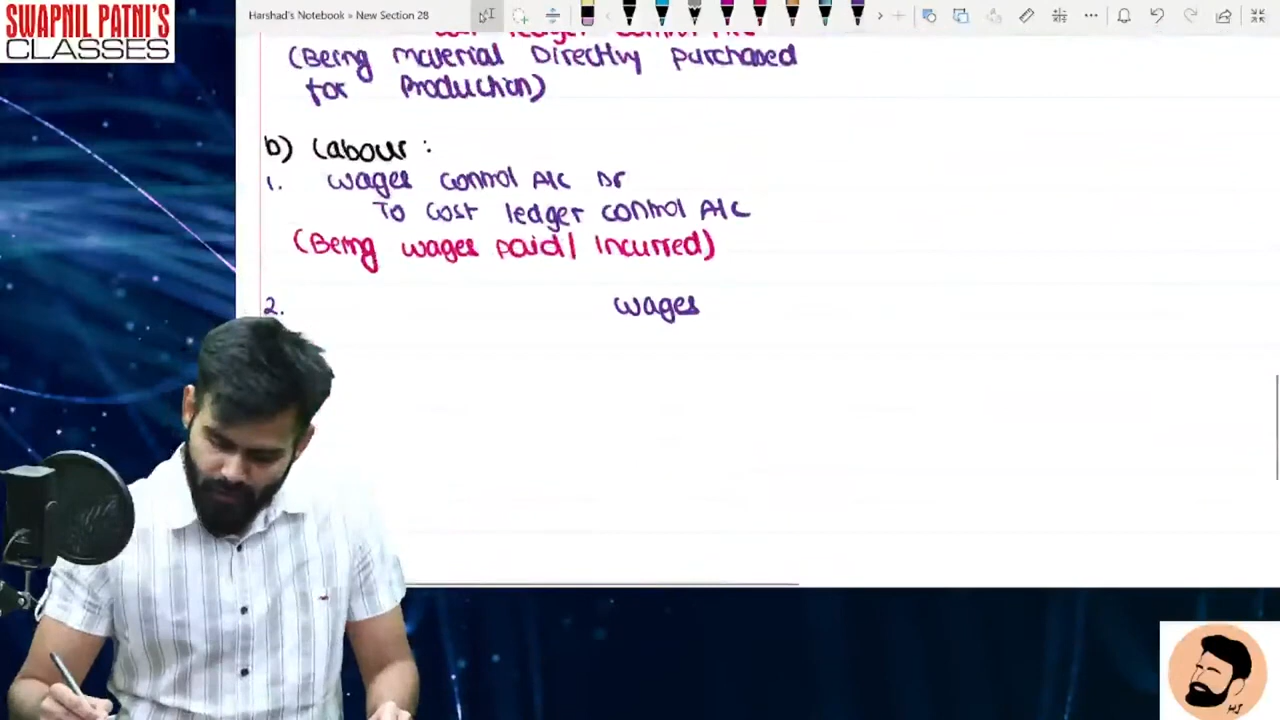 SWAPNIL PATNI'S
CLASSES
Harshad's Notebook » New Section 28
(Being material Directly purchased
for Production)
b) Labour :
1. wages control A/C Dr
To Cost ledger control A/C
(Being wages paid/ Incurred)
2. wages
HS